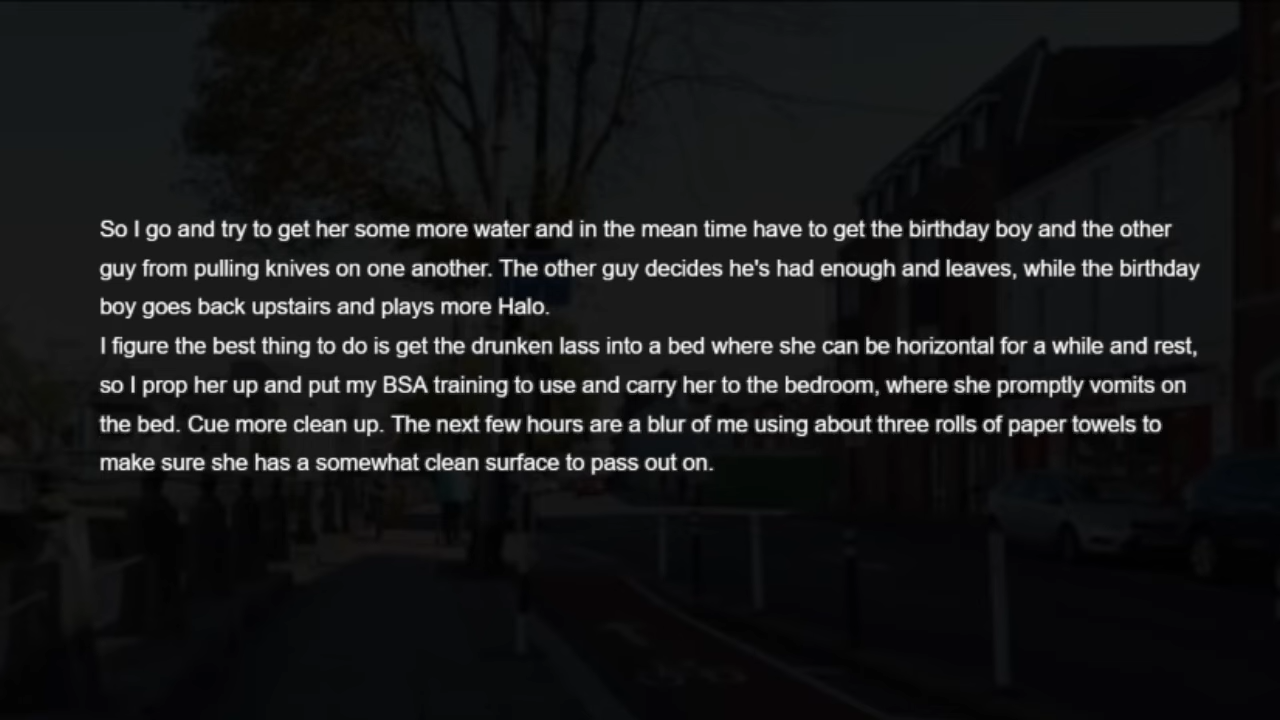 So I go and try to get her some more water and in the mean time have to get the birthday boy and the other
guy from pulling knives on one another. The other guy decides he's had enough and leaves, while the birthday
boy goes back upstairs and plays more Halo.
I figure the best thing to do is get the drunken lass into a bed where she can be horizontal for a while and rest,
so I prop her up and put my BSA training to use and carry her to the bedroom, where she promptly vomits on
the bed. Cue more clean up. The next few hours are a blur of me using about three rolls of paper towels to
make sure she has a somewhat clean surface to pass out on.